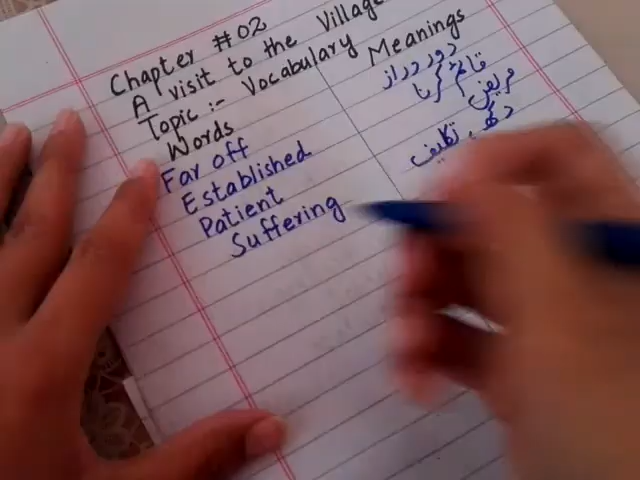 Chapter #02
A visit to the Village
Topic :- Vocabulary
Words Meanings
Far off دور دراز
Established قائم کرنا
Patient مریض
Suffering دکھ، تکلیف